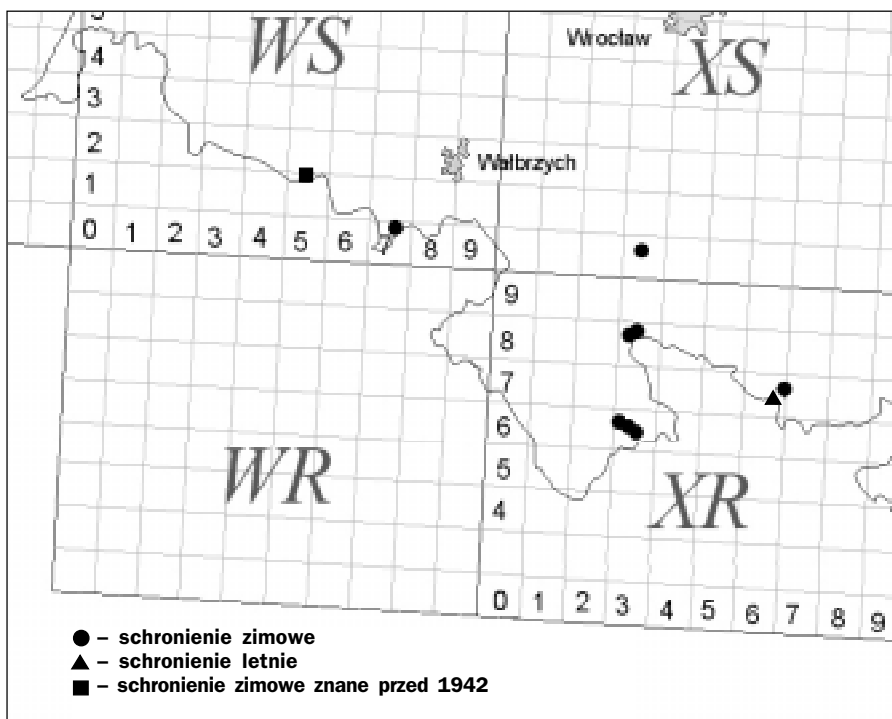 5
WS
Wrocław
XS
4
3
2
Wałbrzych
1
0 1 2 3 4 5 6 8 9
9
8
7
6
WR
5
XR
4
0 1 2 3 4 5 6 7 8 9
● – schronienie zimowe
▲ – schronienie letnie
■ – schronienie zimowe znane przed 1942